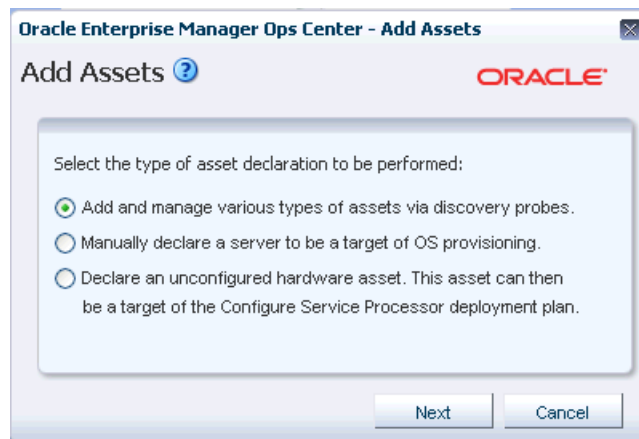 Oracle Enterprise Manager Ops Center - Add Assets
Add Assets ?
ORACLE
Select the type of asset declaration to be performed:
Add and manage various types of assets via discovery probes.
Manually declare a server to be a target of OS provisioning.
Declare an unconfigured hardware asset. This asset can then
be a target of the Configure Service Processor deployment plan.
Next Cancel